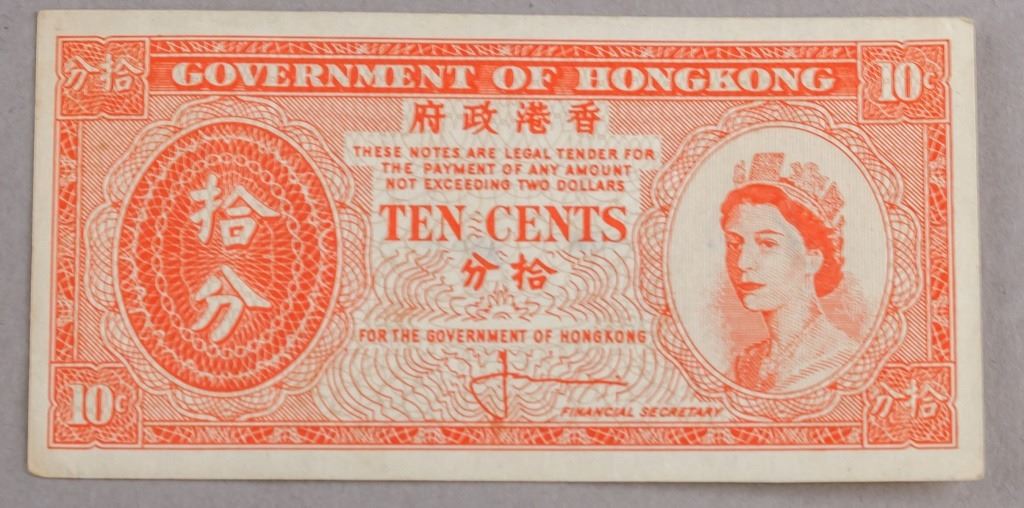 分拾
GOVERNMENT OF HONGKONG
10c
府政港香
THESE NOTES ARE LEGAL TENDER FOR
THE PAYMENT OF ANY AMOUNT
NOT EXCEEDING TWO DOLLARS
TEN CENTS
分拾
拾
分
FOR THE GOVERNMENT OF HONGKONG
FINANCIAL SECRETARY
10c
分拾